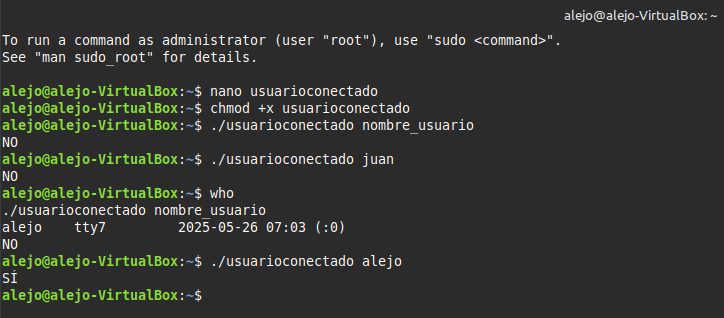 alejo@alejo-VirtualBox: ~
To run a command as administrator (user "root"), use "sudo <command>".
See "man sudo_root" for details.
alejo@alejo-VirtualBox:~$ nano usuarioconectado
alejo@alejo-VirtualBox:~$ chmod +x usuarioconectado
alejo@alejo-VirtualBox:~$ ./usuarioconectado nombre_usuario
NO
alejo@alejo-VirtualBox:~$ ./usuarioconectado juan
NO
alejo@alejo-VirtualBox:~$ who
./usuarioconectado nombre_usuario
alejo    tty7         2025-05-26 07:03 (:0)
NO
alejo@alejo-VirtualBox:~$ ./usuarioconectado alejo
SÍ
alejo@alejo-VirtualBox:~$